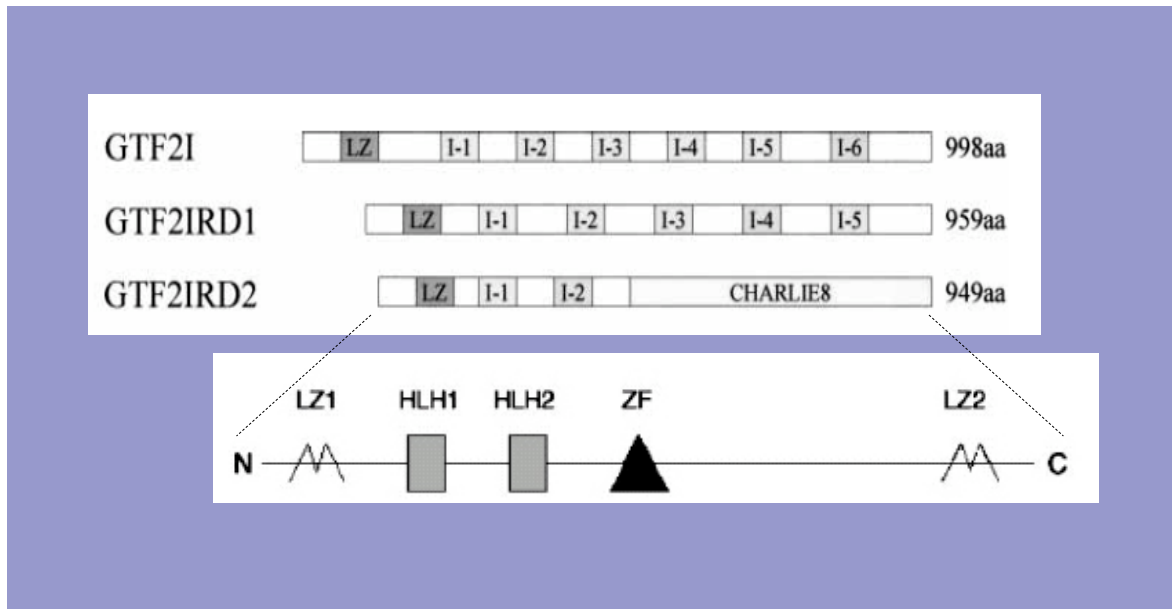 GTF2I LZ I-1 I-2 I-3 I-4 I-5 I-6 998aa
GTF2IRD1 LZ I-1 I-2 I-3 I-4 I-5 959aa
GTF2IRD2 LZ I-1 I-2 CHARLIE8 949aa
LZ1 HLH1 HLH2 ZF LZ2
N C